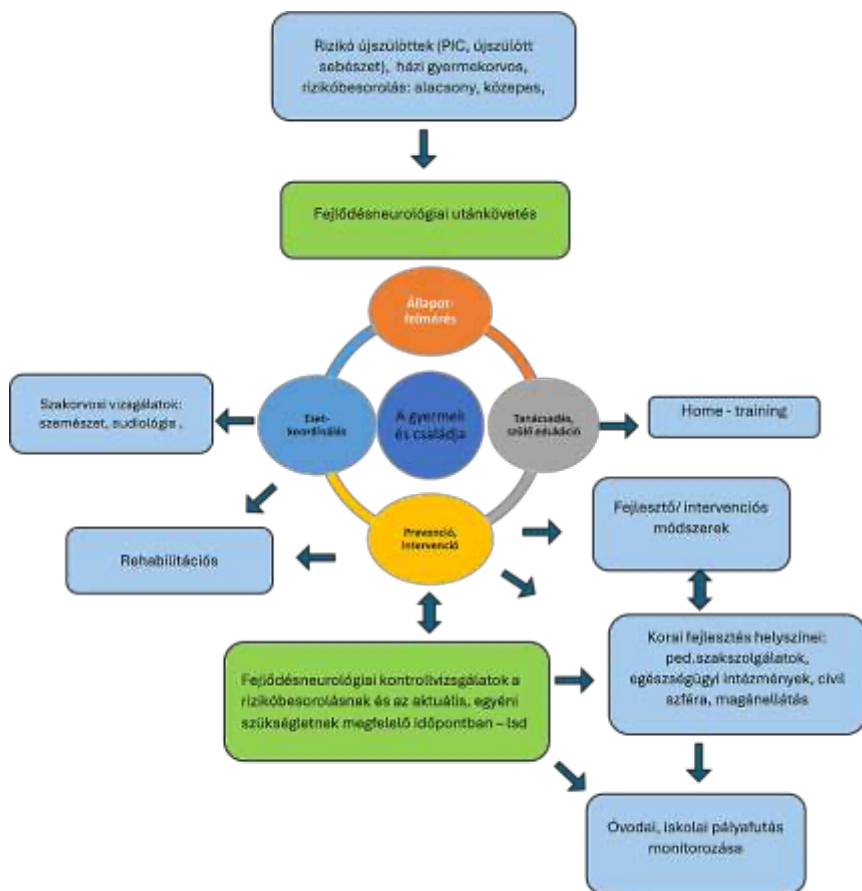 Rizikó újszülöttek (PIC, újszülött
sebészet), házi gyermekorvos,
rizikóbesorolás: alacsony, közepes,
Fejlődésneurológiai utánkövetés
Állapot-
felmérés
Szakorvosi vizsgálatok:
szemészet, audiológia ,
Eset-
koordinálás
A gyermek
és családja
Tanácsadás,
szülő edukáció
Home - training
Prevenció,
intervenció
Fejlesztő/ intervenciós
módszerek
Rehabilitációs
Korai fejlesztés helyszínei:
ped.szakszolgálatok,
egészségügyi intézmények, civil
szféra, magánellátás
Fejlődésneurológiai kontrollvizsgálatok a
rizikóbesorolásnak és az aktuális, egyéni
szükségletnek megfelelő időpontban – lsd
Óvodai, iskolai pályafutás
monitorozása